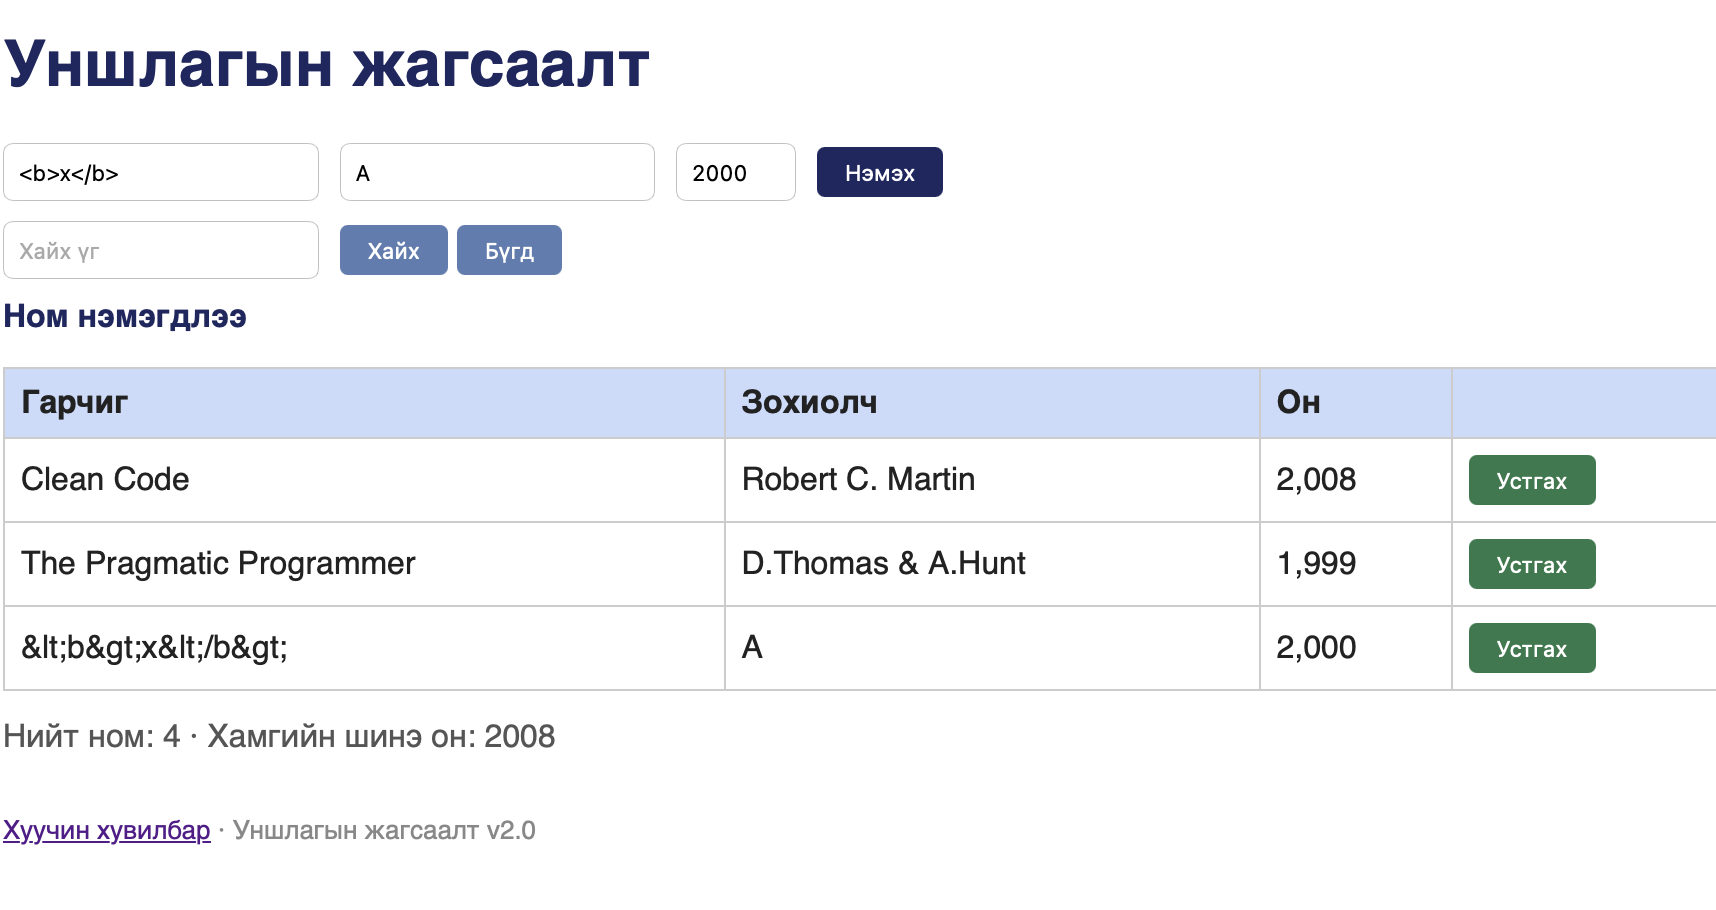 Уншлагын жагсаалт
<b>x</b> A 2000 Нэмэх
Хайх үг Хайх Бүгд
Ном нэмэгдлээ
Гарчиг Зохиолч Он
Clean Code Robert C. Martin 2,008 Устгах
The Pragmatic Programmer D.Thomas & A.Hunt 1,999 Устгах
&lt;b&gt;x&lt;/b&gt; A 2,000 Устгах
Нийт ном: 4 · Хамгийн шинэ он: 2008
Хуучин хувилбар · Уншлагын жагсаалт v2.0